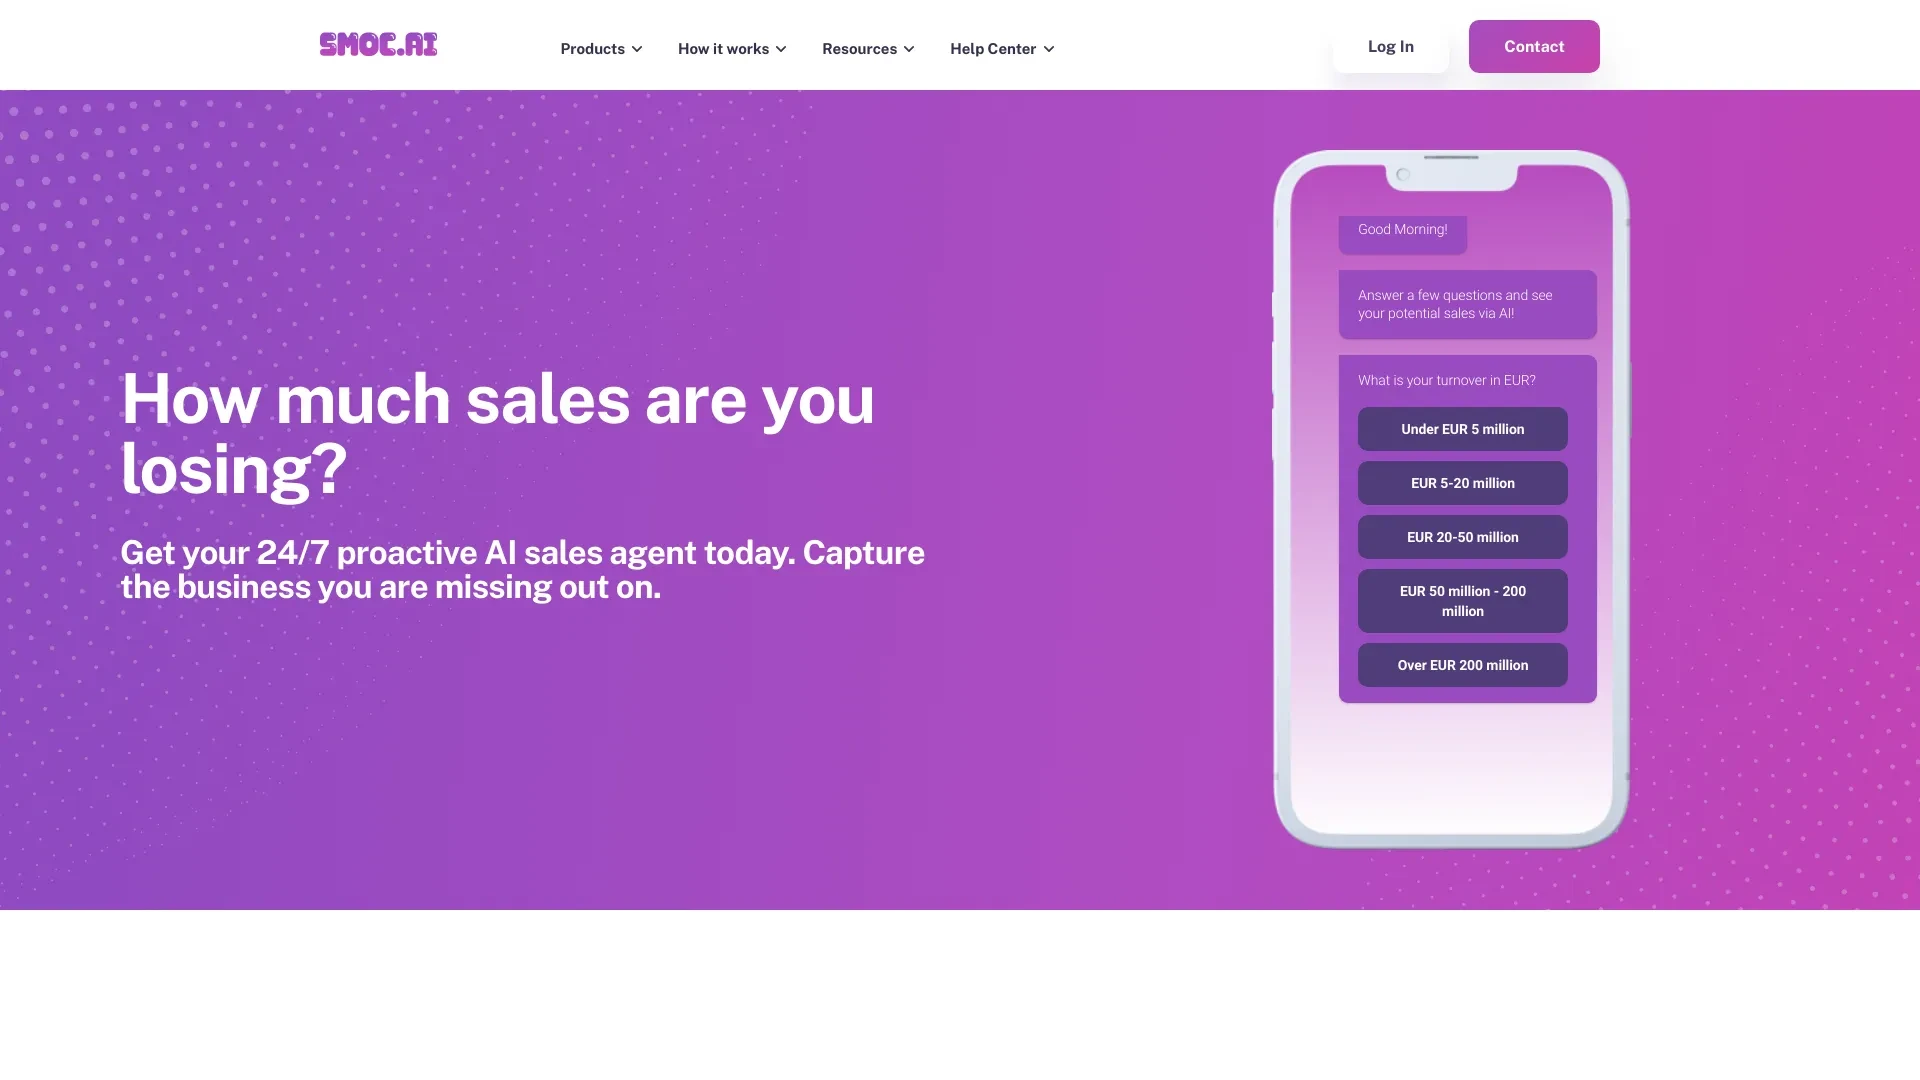 SMOC.AI
Products
How it works
Resources
Help Center
Log In
Contact
How much sales are you
losing?
Get your 24/7 proactive AI sales agent today. Capture
the business you are missing out on.
Good Morning!
Answer a few questions and see
your potential sales via AI!
What is your turnover in EUR?
Under EUR 5 million
EUR 5-20 million
EUR 20-50 million
EUR 50 million - 200
million
Over EUR 200 million